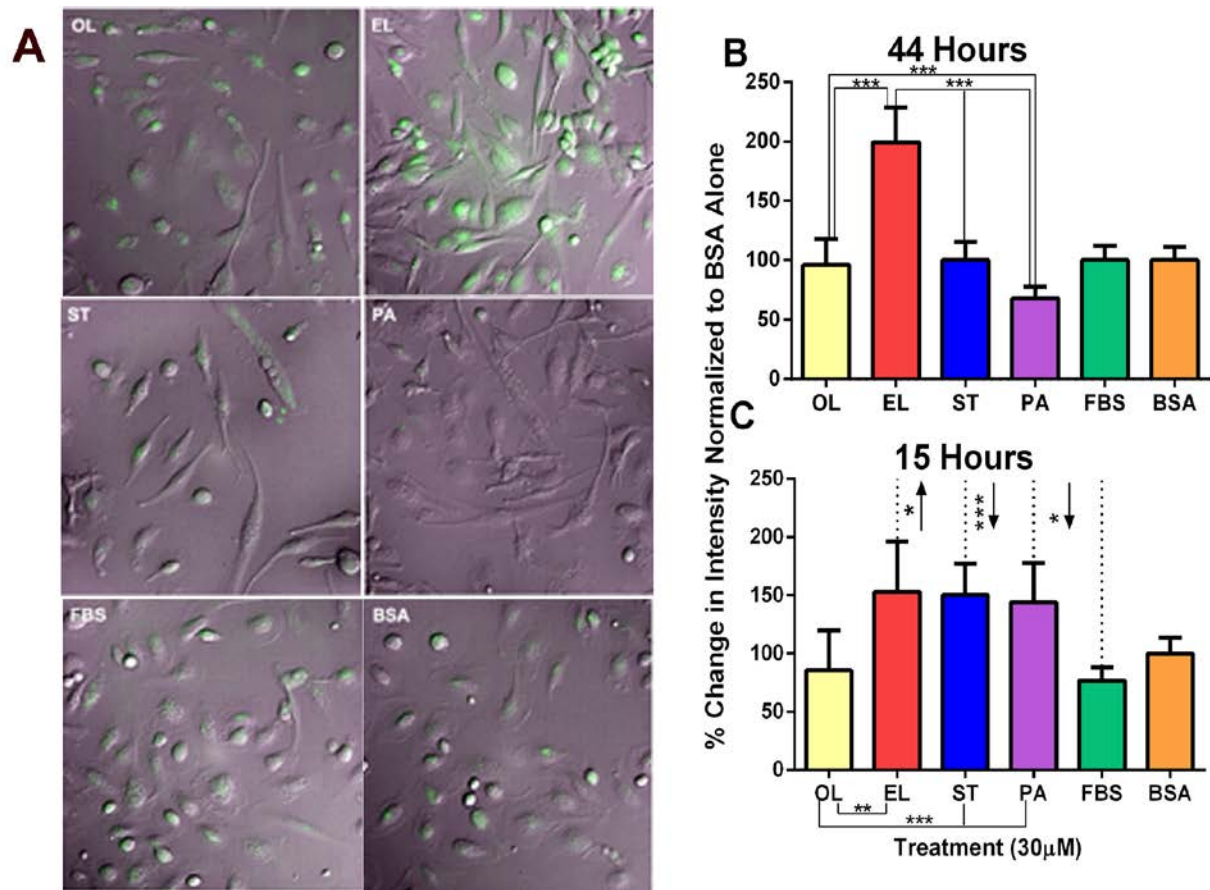 A
OL
EL
ST
PA
FBS
BSA
% Change in Intensity Normalized to BSA Alone
B
44 Hours
***
*** ***
250
200
150
100
50
0
OL EL ST PA FBS BSA
C
15 Hours
* *** *
250
200
150
100
50
0
OL EL ST PA FBS BSA
**
***
Treatment (30μM)